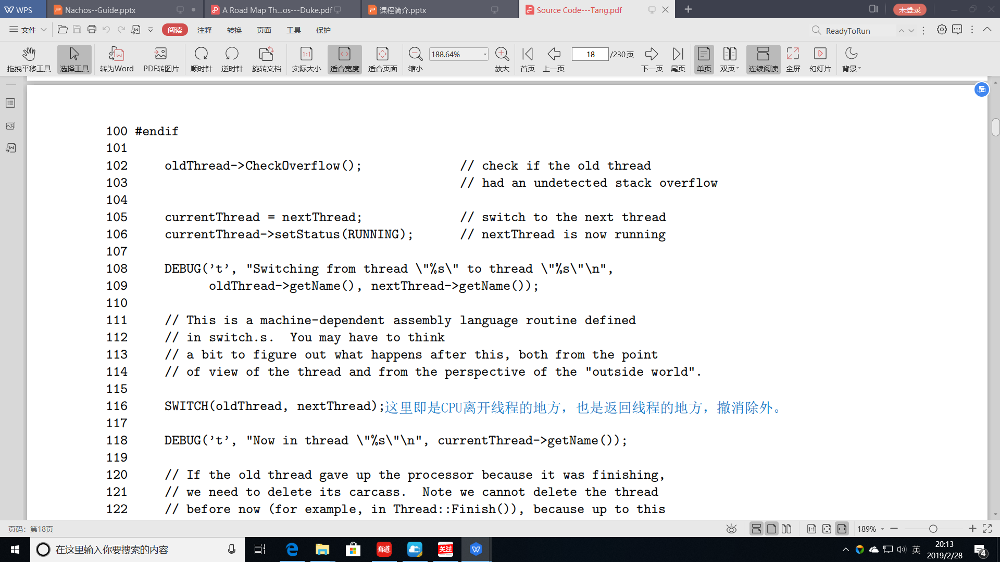 WPS Nachos--Guide.pptx A Road Map Th...os---Duke.pdf 课程简介.pptx Source Code---Tang.pdf 未登录
文件 阅读 注释 转换 页面 工具 保护 ReadyToRun
拖拽平移工具 选择工具 转为Word PDF转图片 顺时针 逆时针 旋转文档 1:1 实际大小 适合宽度 适合页面 缩小 188.64% 放大 首页 上一页 18 /230页 下一页 尾页 单页 双页 连续阅读 全屏 幻灯片 背景
100 #endif
101
102 oldThread->CheckOverflow(); // check if the old thread
103 // had an undetected stack overflow
104
105 currentThread = nextThread; // switch to the next thread
106 currentThread->setStatus(RUNNING); // nextThread is now running
107
108 DEBUG(’t’, "Switching from thread \"%s\" to thread \"%s\"\n",
109 oldThread->getName(), nextThread->getName());
110
111 // This is a machine-dependent assembly language routine defined
112 // in switch.s. You may have to think
113 // a bit to figure out what happens after this, both from the point
114 // of view of the thread and from the perspective of the "outside world".
115
116 SWITCH(oldThread, nextThread);这里即是CPU离开线程的地方，也是返回线程的地方，撤消除外。
117
118 DEBUG(’t’, "Now in thread \"%s\"\n", currentThread->getName());
119
120 // If the old thread gave up the processor because it was finishing,
121 // we need to delete its carcass. Note we cannot delete the thread
122 // before now (for example, in Thread::Finish()), because up to this
页码：第18页 189%
在这里输入你要搜索的内容 有道 关注 英 20:13
2019/2/28 4